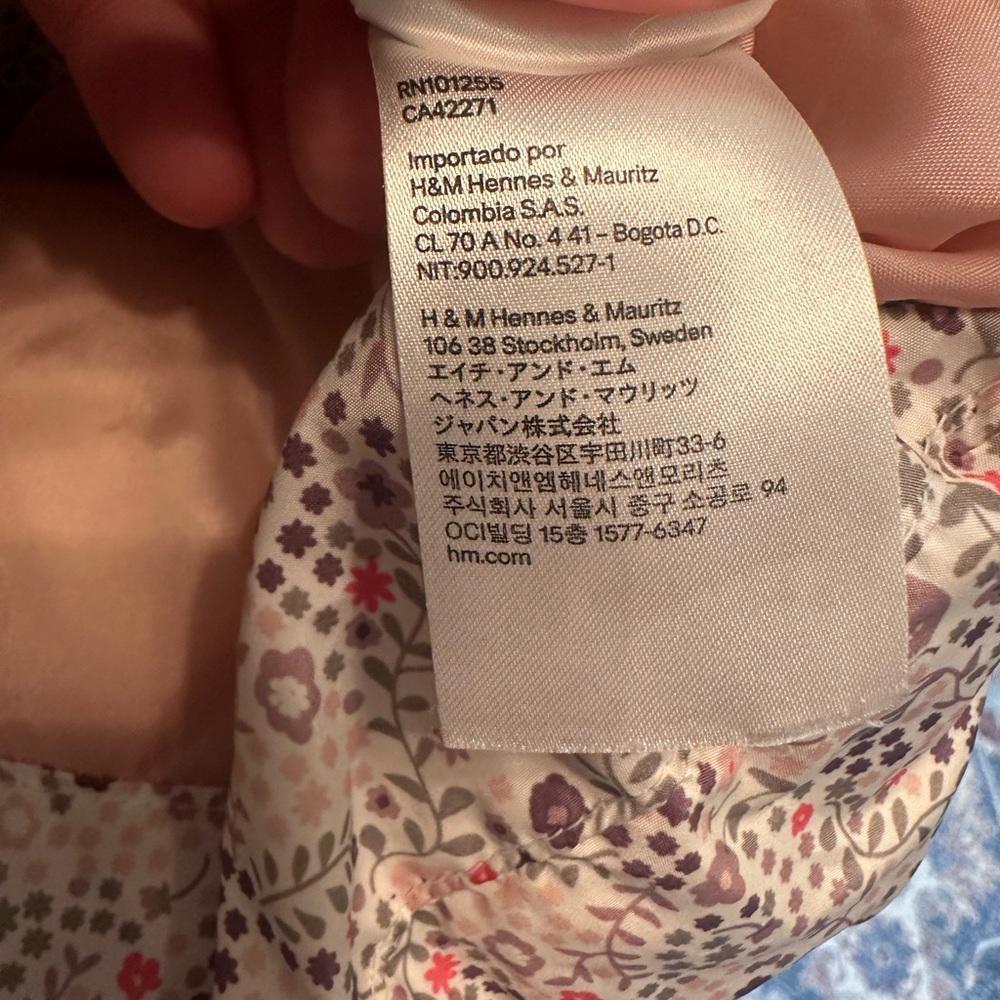 RN101255
CA42271
Importado por
H&M Hennes & Mauritz
Colombia S.A.S.
CL 70 A No. 4 41 - Bogota D.C.
NIT:900.924.527-1
H & M Hennes & Mauritz
106 38 Stockholm, Sweden
エイチ・アンド・エム
ヘネス・アンド・マウリッツ
ジャパン株式会社
東京都渋谷区宇田川町33-6
에이치앤엠헤네스앤모리츠
주식회사 서울시 중구 소공로 94
OCI빌딩 15층 1577-6347
hm.com